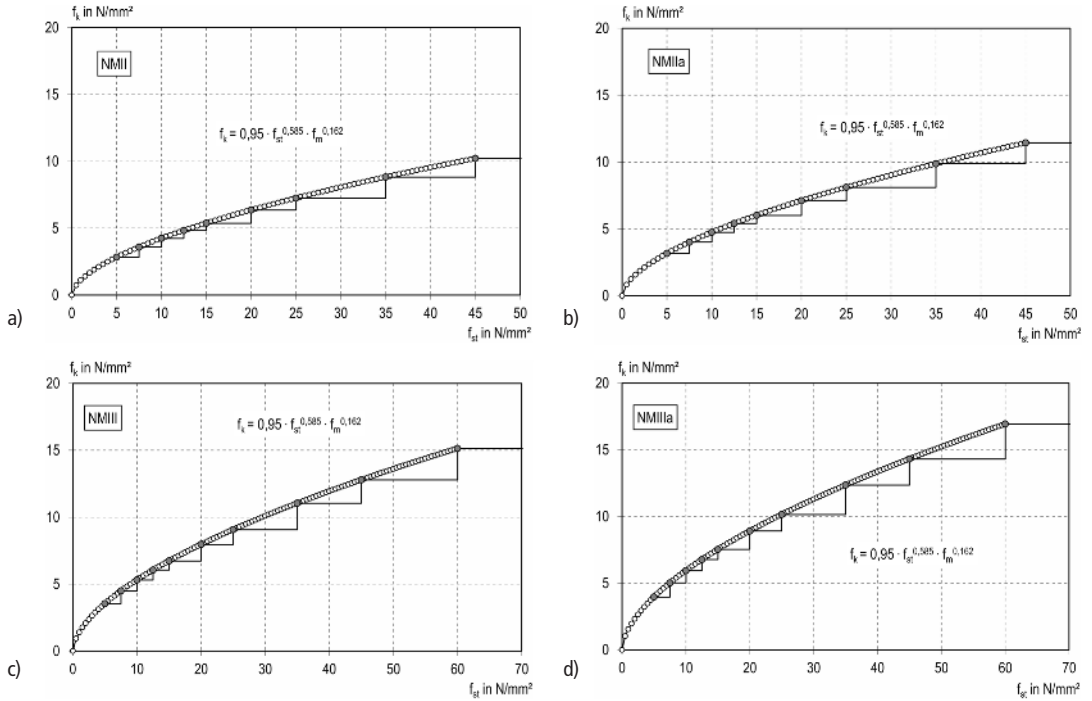 f_k in N/mm²
20
15
10
5
0
NMII
f_k = 0,95 · f_st^0,585 · f_m^0,162
0 5 10 15 20 25 30 35 40 45 50
f_st in N/mm²
a)
f_k in N/mm²
20
15
10
5
0
NMIIa
f_k = 0,95 · f_st^0,585 · f_m^0,162
0 5 10 15 20 25 30 35 40 45 50
f_st in N/mm²
b)
f_k in N/mm²
20
15
10
5
0
NMIII
f_k = 0,95 · f_st^0,585 · f_m^0,162
0 10 20 30 40 50 60 70
f_st in N/mm²
c)
f_k in N/mm²
20
15
10
5
0
NMIIIa
f_k = 0,95 · f_st^0,585 · f_m^0,162
0 10 20 30 40 50 60 70
f_st in N/mm²
d)